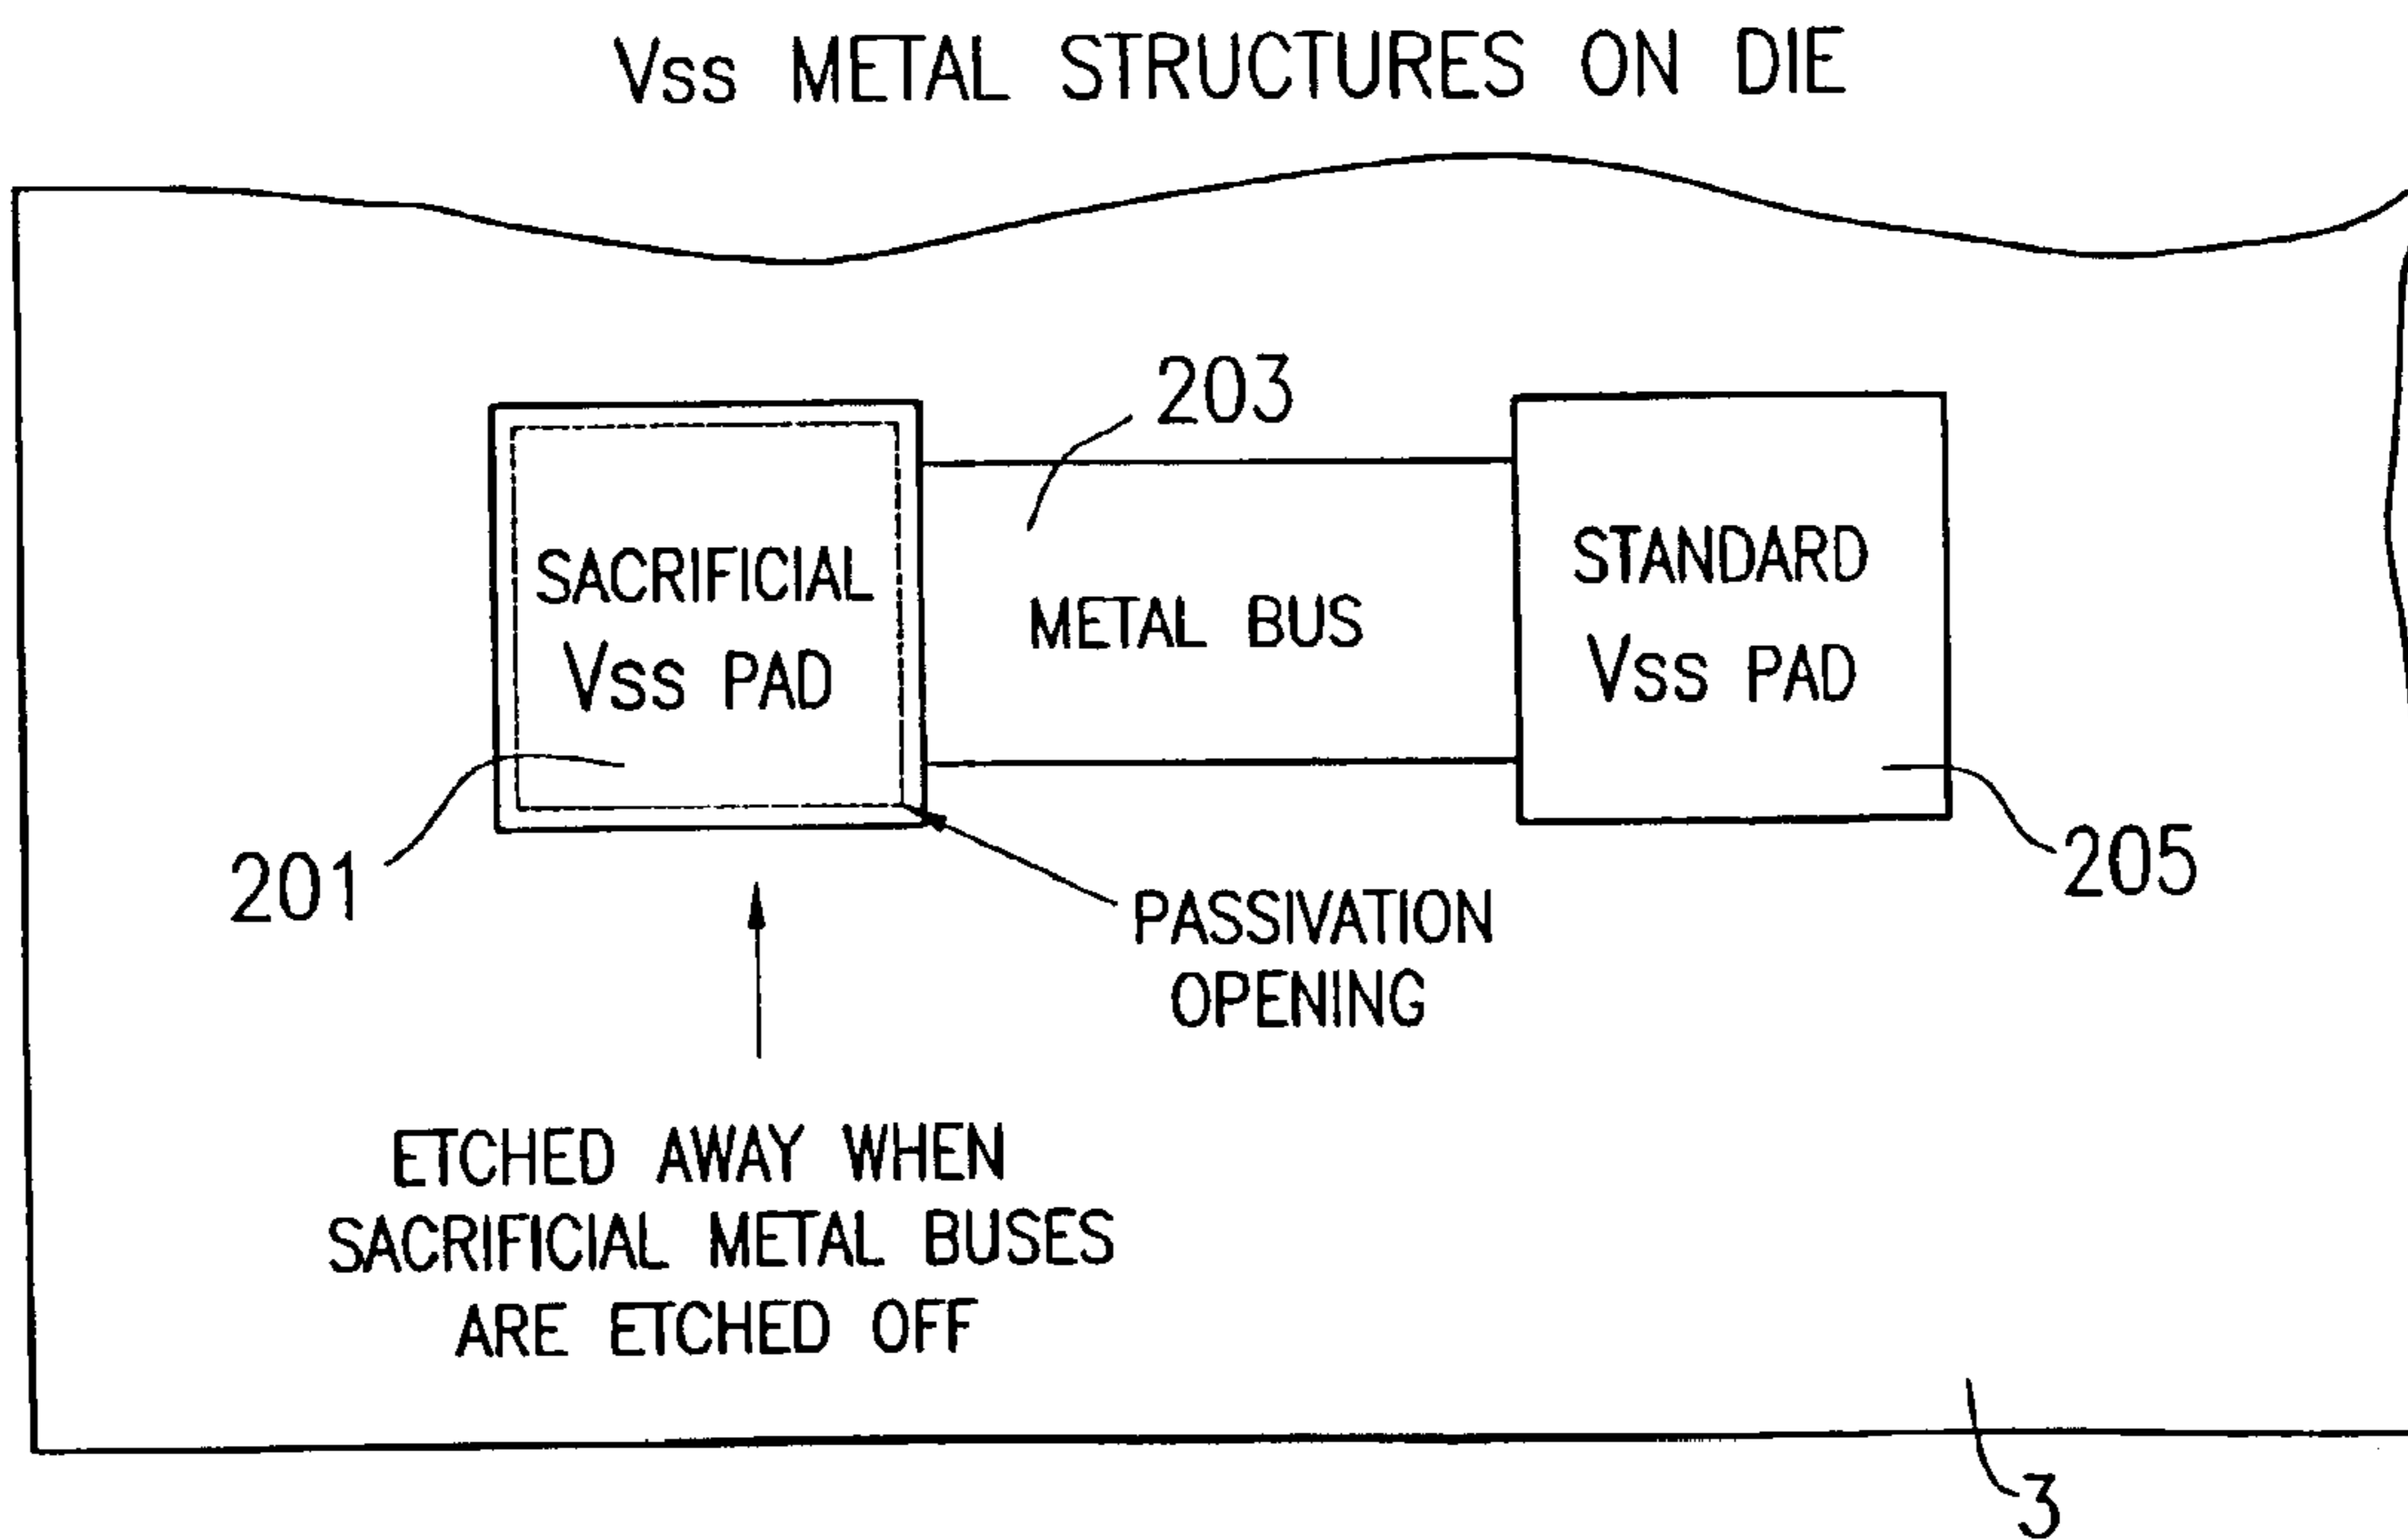 Vss METAL STRUCTURES ON DIE
203
SACRIFICIAL
Vss PAD
METAL BUS
STANDARD
Vss PAD
201
205
PASSIVATION
OPENING
ETCHED AWAY WHEN
SACRIFICIAL METAL BUSES
ARE ETCHED OFF
3